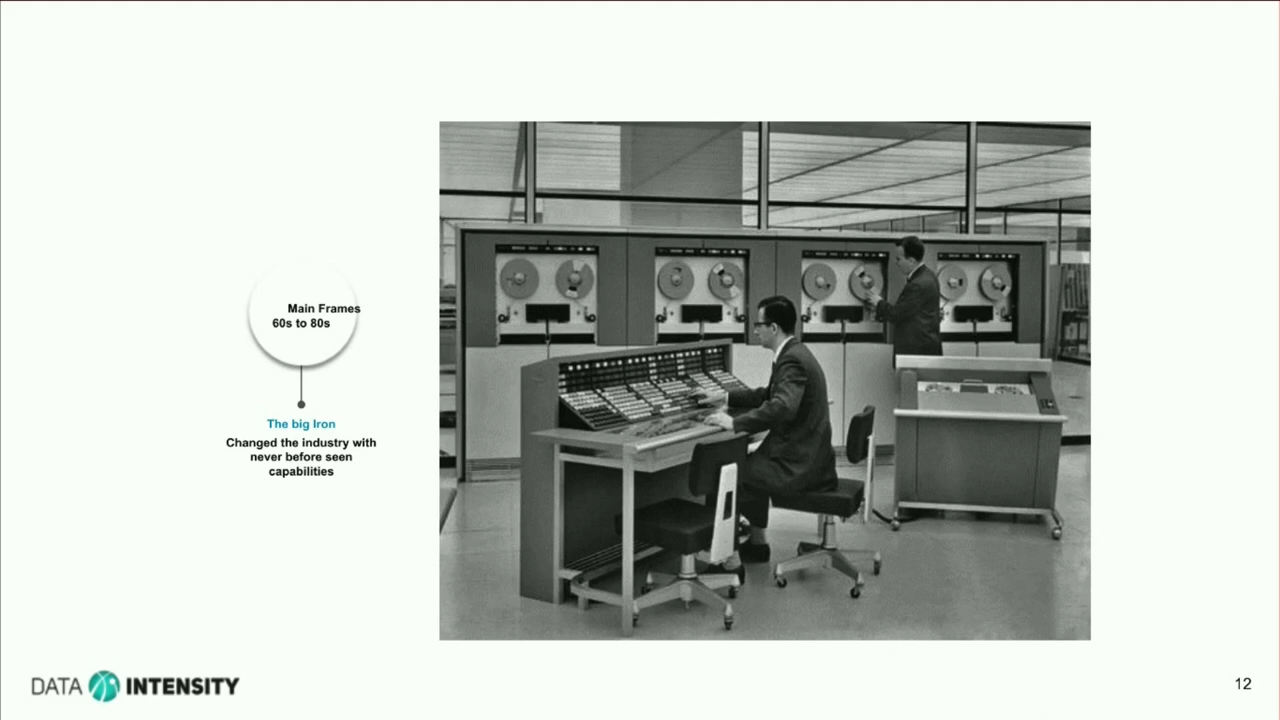 Main Frames
60s to 80s
The big Iron
Changed the industry with
never before seen
capabilities
DATA INTENSITY
12